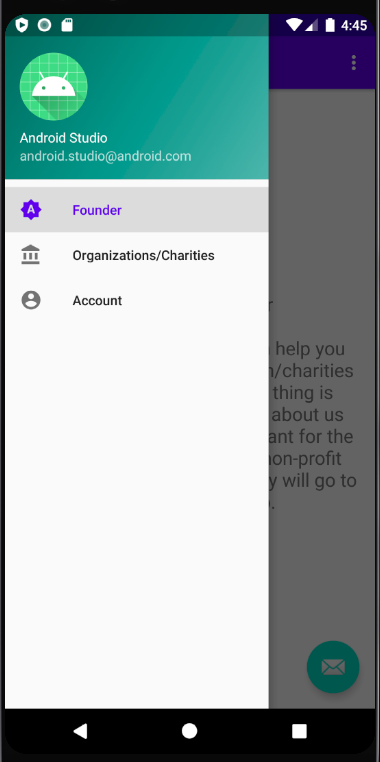 4:45
Android Studio
android.studio@android.com
Founder
Organizations/Charities
Account
help you
/charities
thing is
about us
ant for the
non-profit
y will go to